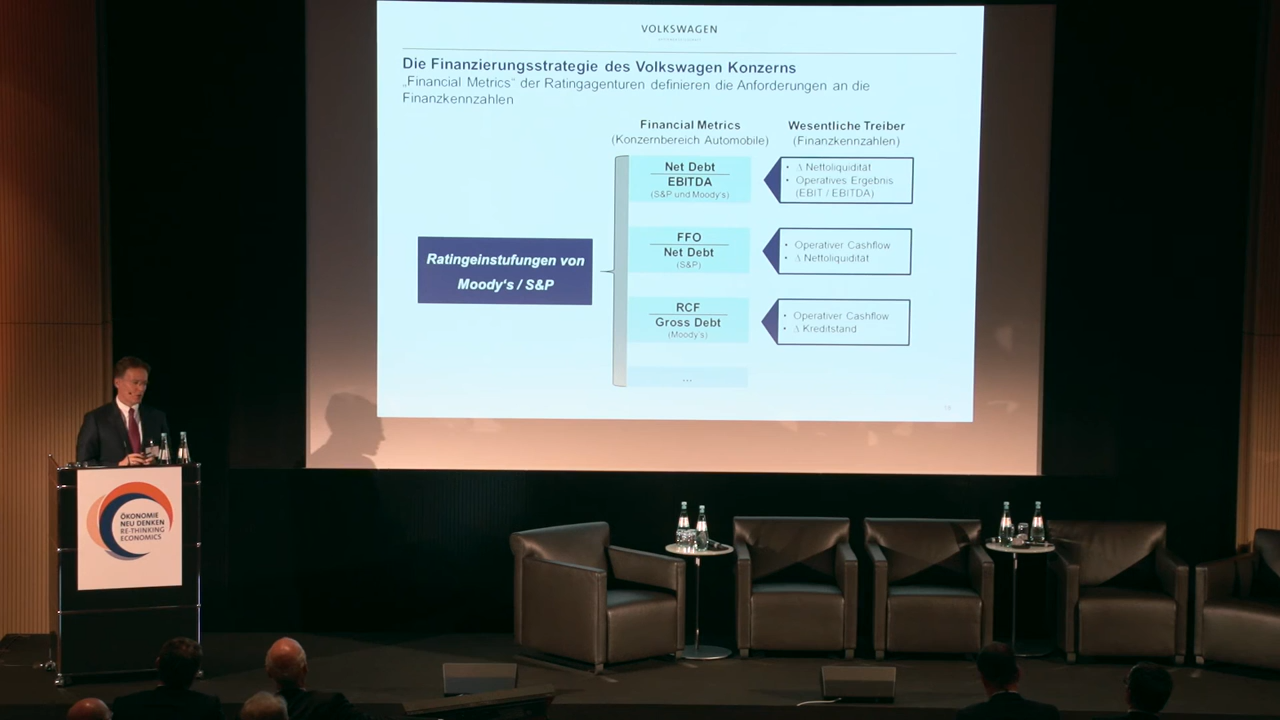 VOLKSWAGEN
Die Finanzierungsstrategie des Volkswagen Konzerns
„Financial Metrics“ der Ratingagenturen definieren die Anforderungen an die
Finanzkennzahlen
Financial Metrics
(Konzernbereich Automobile)
Wesentliche Treiber
(Finanzkennzahlen)
Net Debt
EBITDA
(S&P und Moody's)
• Δ Nettoliquidität
• Operatives Ergebnis
(EBIT / EBITDA)
Ratingeinstufungen von
Moody's / S&P
FFO
Net Debt
(S&P)
• Operativer Cashflow
• Δ Nettoliquidität
RCF
Gross Debt
(Moody's)
• Operativer Cashflow
• Δ Kreditstand
...
ÖKONOMIE
NEU DENKEN
RE-THINKING
ECONOMICS